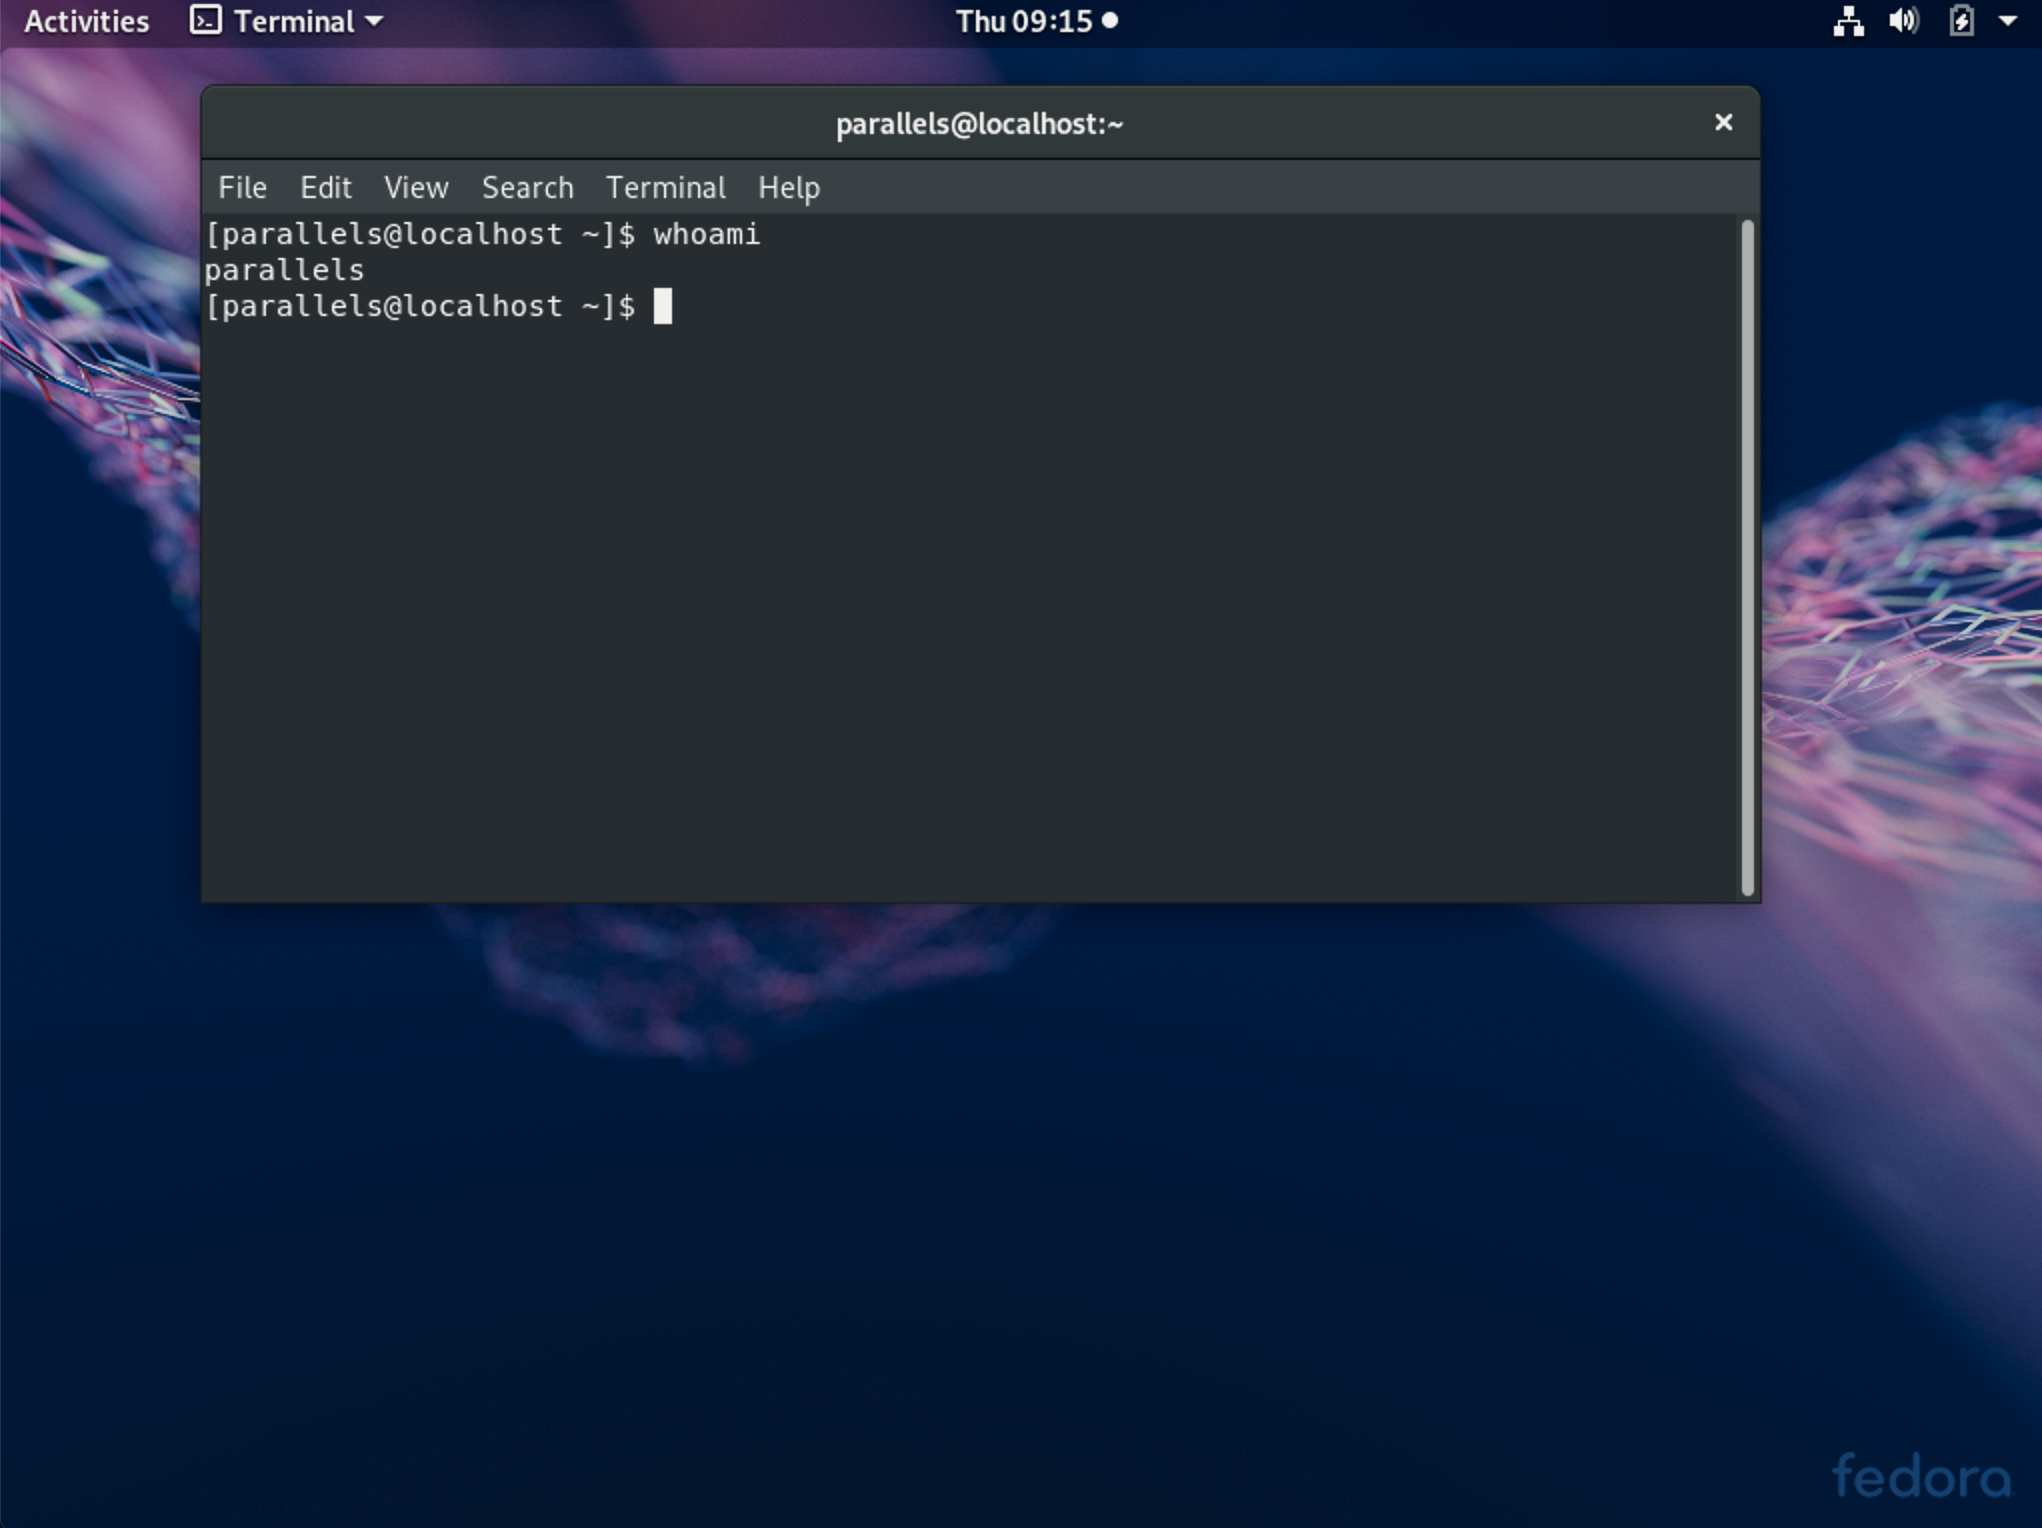 Activities Terminal Thu 09:15
parallels@localhost:~
File Edit View Search Terminal Help
[parallels@localhost ~]$ whoami
parallels
[parallels@localhost ~]$
fedora